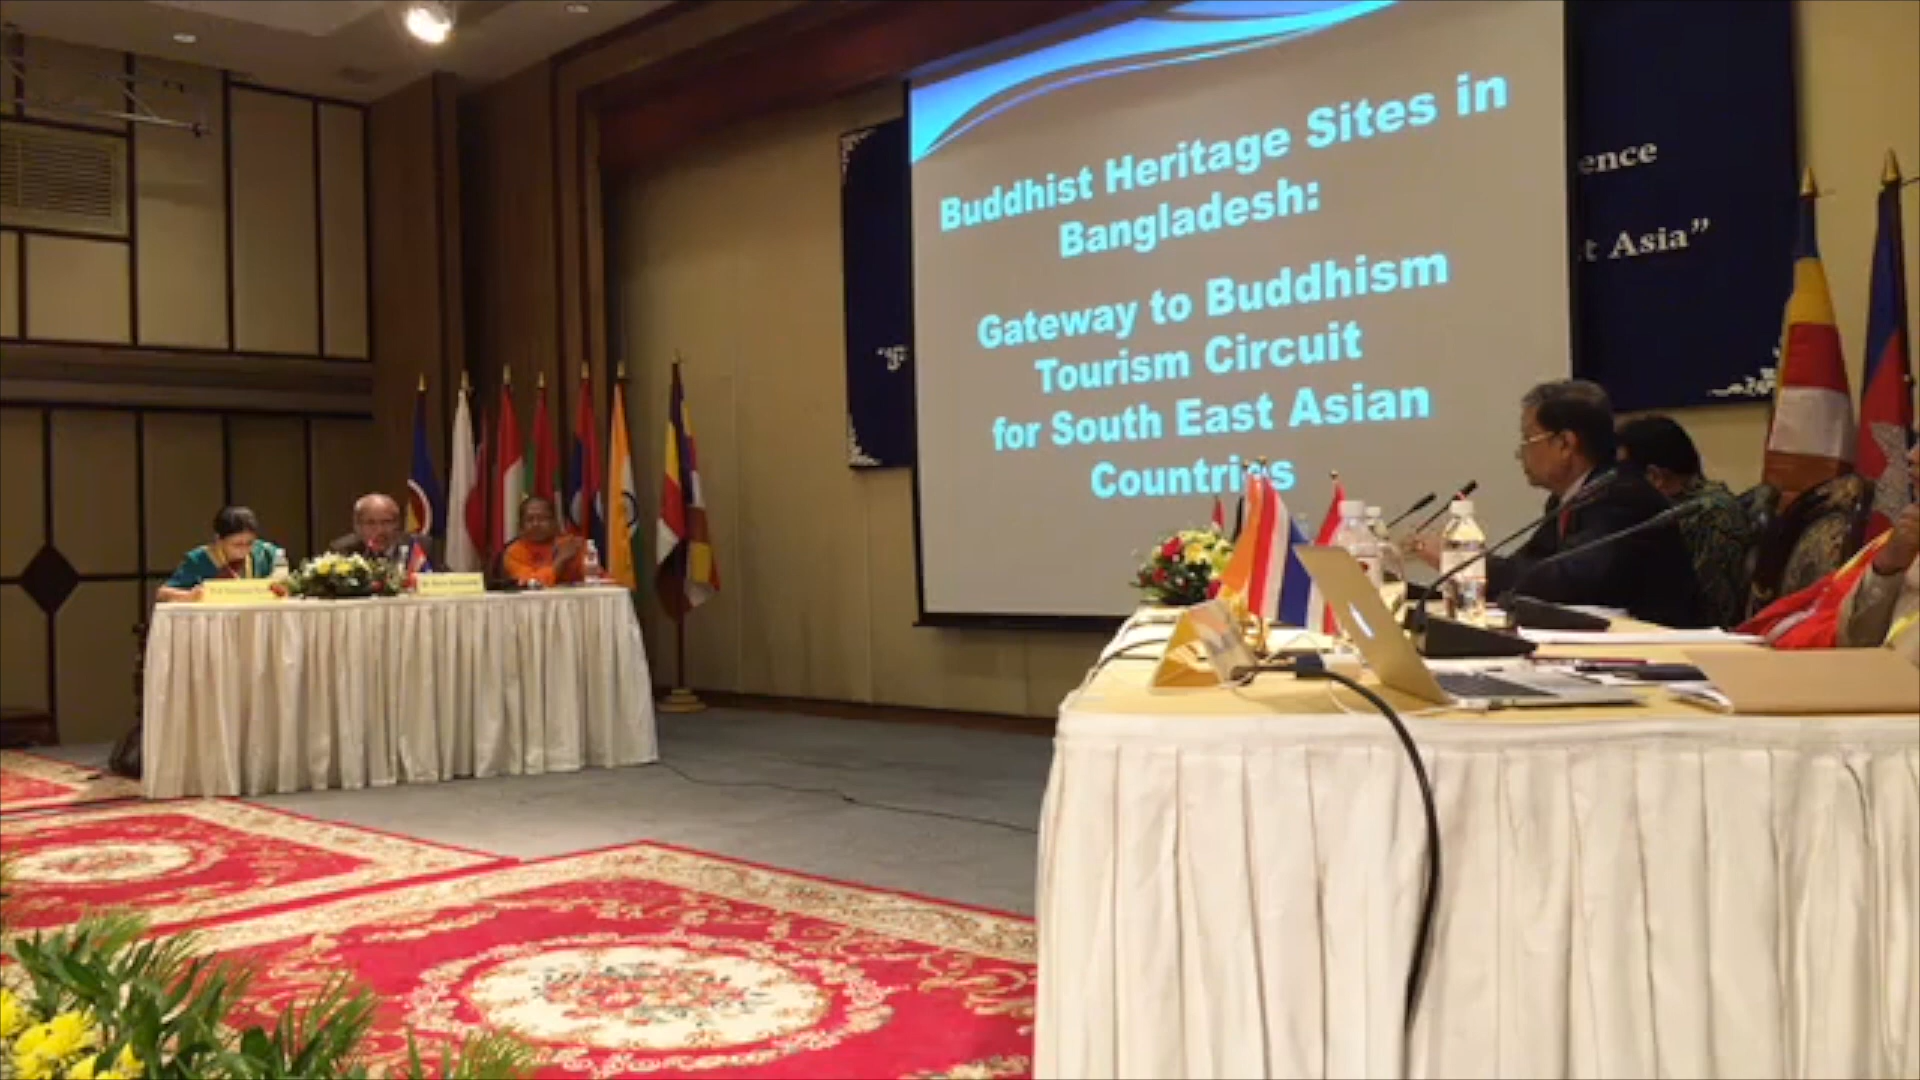 Buddhist Heritage Sites in
Bangladesh:
Gateway to Buddhism
Tourism Circuit
for South East Asian
Countries
ence
t Asia”